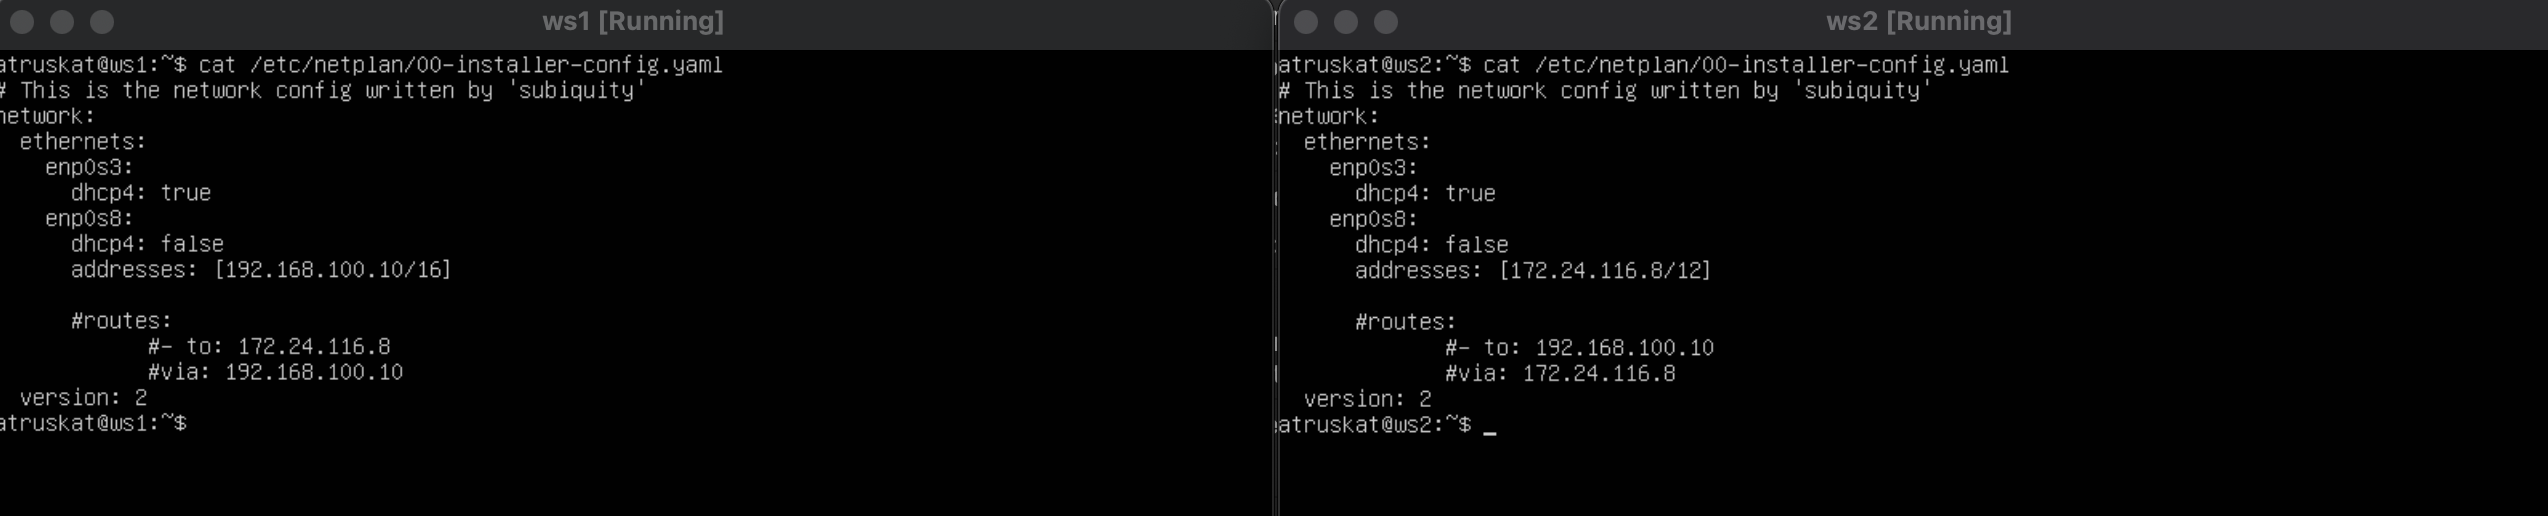 ws1 [Running]
atruskat@ws1:~$ cat /etc/netplan/00-installer-config.yaml
# This is the network config written by 'subiquity'
network:
  ethernets:
    enp0s3:
      dhcp4: true
    enp0s8:
      dhcp4: false
      addresses: [192.168.100.10/16]
      #routes:
            #- to: 172.24.116.8
            #via: 192.168.100.10
  version: 2
atruskat@ws1:~$
ws2 [Running]
atruskat@ws2:~$ cat /etc/netplan/00-installer-config.yaml
# This is the network config written by 'subiquity'
network:
  ethernets:
    enp0s3:
      dhcp4: true
    enp0s8:
      dhcp4: false
      addresses: [172.24.116.8/12]
      #routes:
             #- to: 192.168.100.10
             #via: 172.24.116.8
  version: 2
atruskat@ws2:~$ _